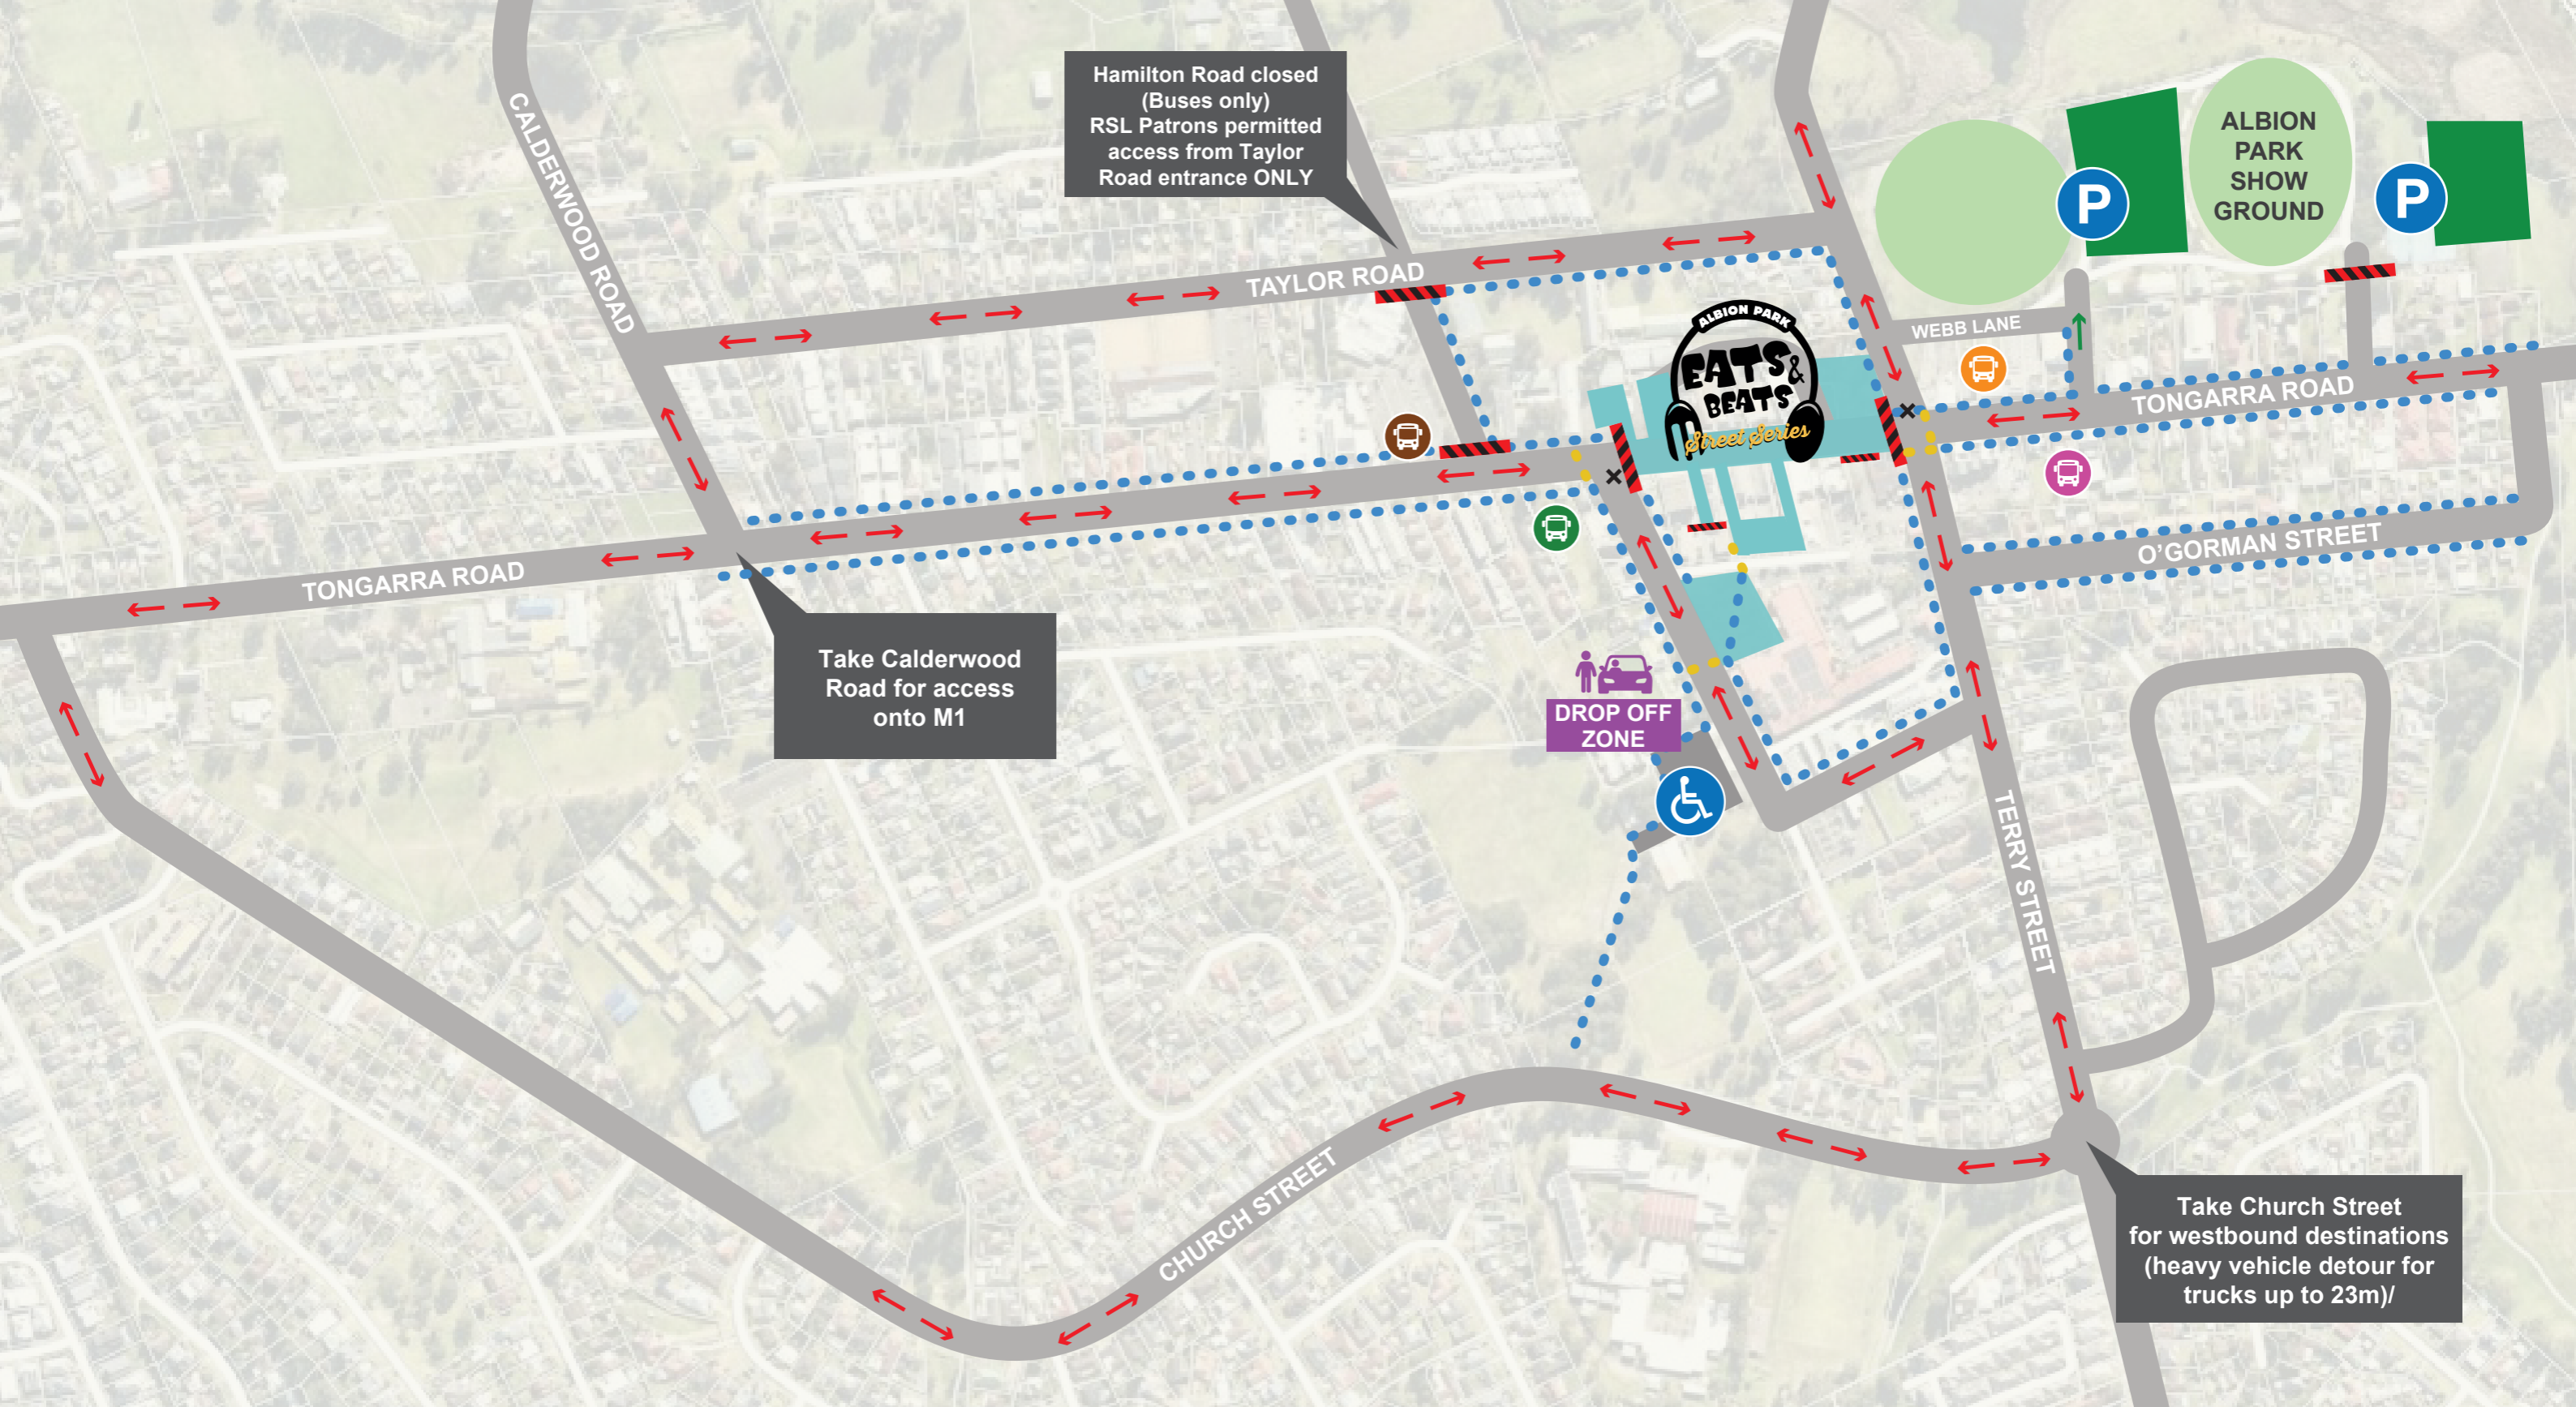 CALDERWOOD ROAD
Hamilton Road closed
(Buses only)
RSL Patrons permitted
access from Taylor
Road entrance ONLY
TAYLOR ROAD
ALBION
PARK
SHOW
GROUND
P
P
WEBB LANE
ALBION PARK
EATS &
BEATS
Street Series
TONGARRA ROAD
O'GORMAN STREET
TONGARRA ROAD
Take Calderwood
Road for access
onto M1
DROP OFF
ZONE
TERRY STREET
CHURCH STREET
Take Church Street
for westbound destinations
(heavy vehicle detour for
trucks up to 23m)/